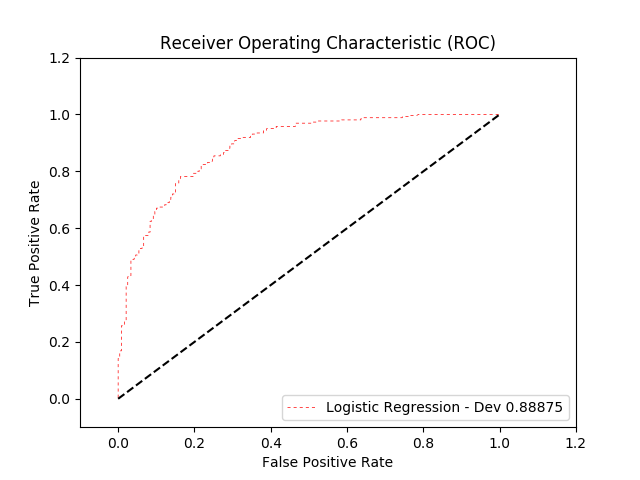 Receiver Operating Characteristic (ROC)
True Positive Rate
1.2
1.0
0.8
0.6
0.4
0.2
0.0
Logistic Regression - Dev 0.88875
0.0 0.2 0.4 0.6 0.8 1.0 1.2
False Positive Rate